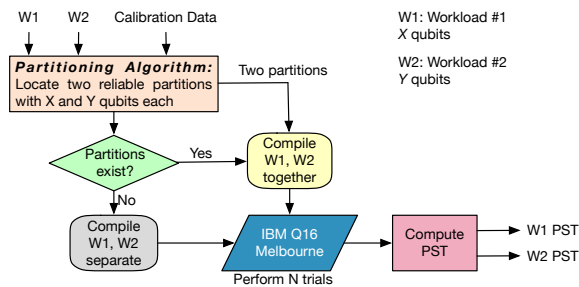 W1
W2
Calibration Data
W1: Workload #1
X qubits
W2: Workload #2
Y qubits
Partitioning Algorithm:
Locate two reliable partitions
with X and Y qubits each
Two partitions
Partitions
exist?
Yes
Compile
W1, W2
together
No
Compile
W1, W2
separate
IBM Q16
Melbourne
Perform N trials
Compute
PST
W1 PST
W2 PST